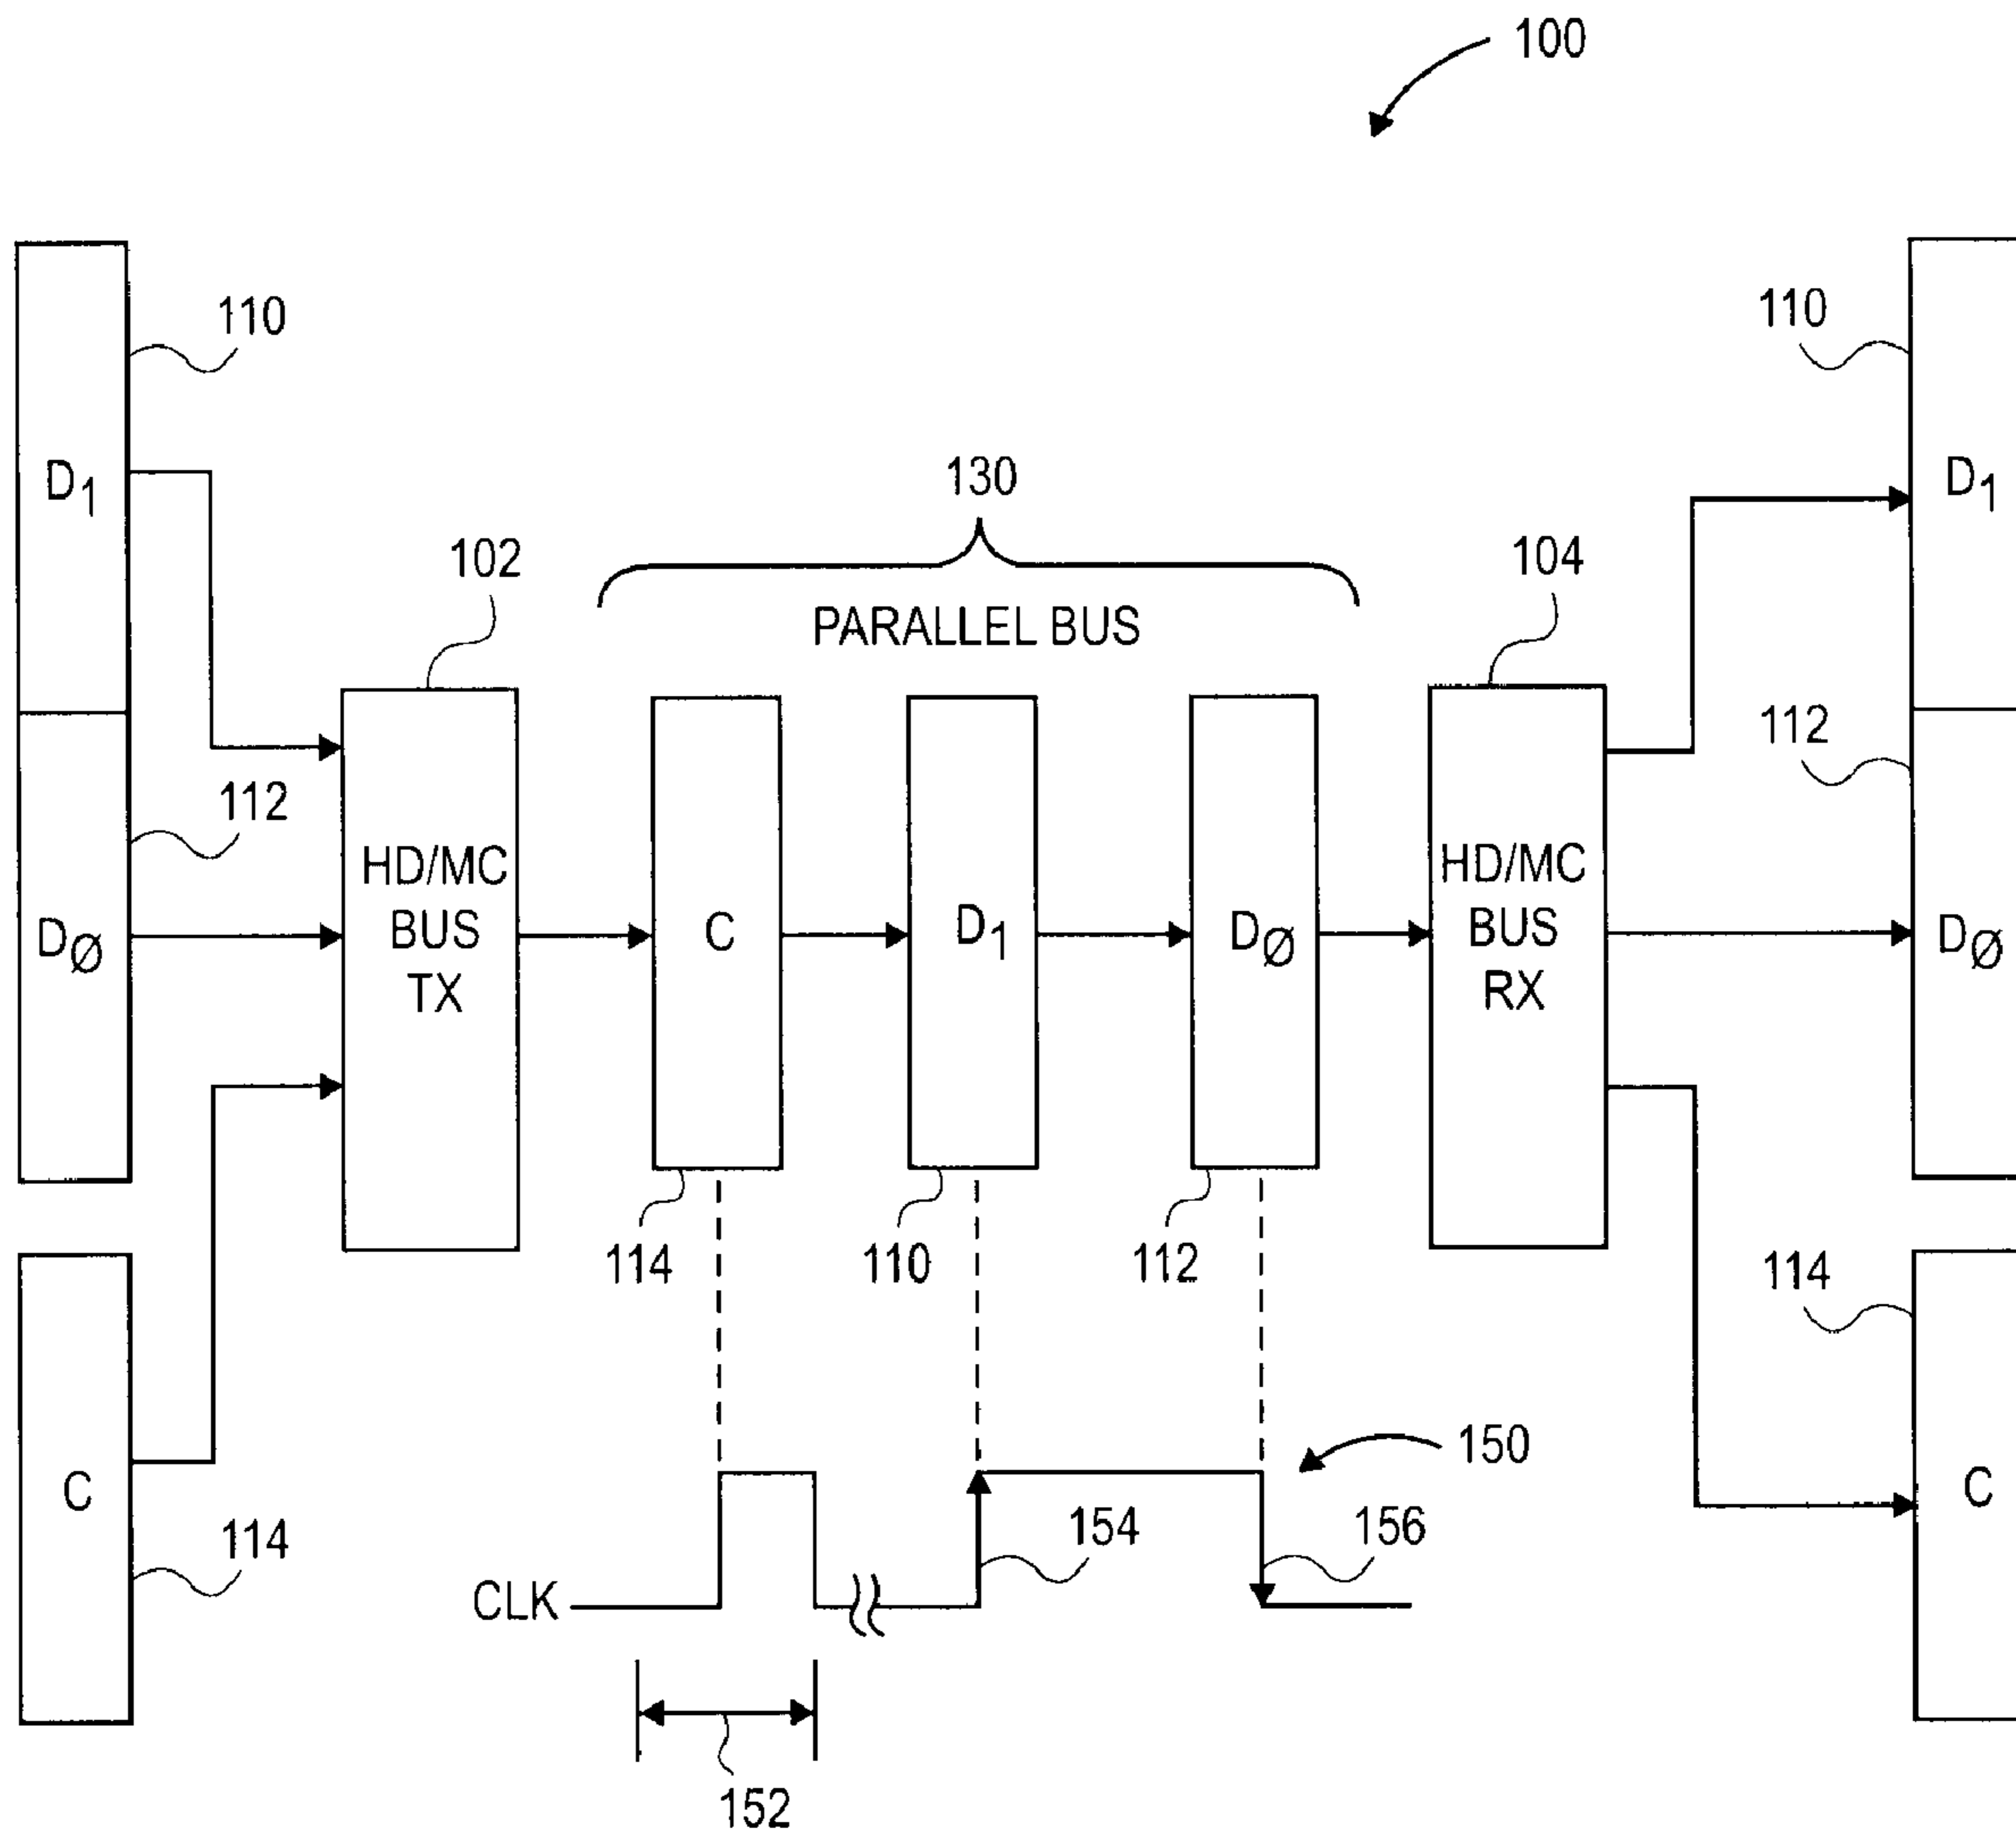 100
110
110
D1
D1
130
102
104
PARALLEL BUS
112
112
HD/MC
BUS
TX
C
D1
DØ
HD/MC
BUS
RX
DØ
DØ
114
110
112
114
150
C
C
114
154
156
CLK
152